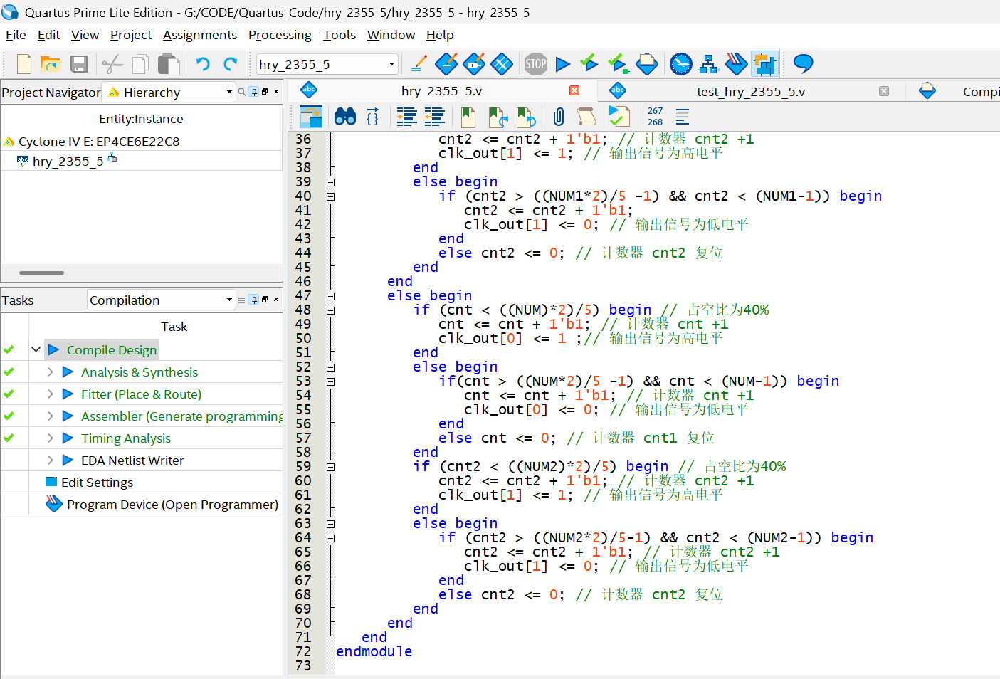 Quartus Prime Lite Edition - G:/CODE/Quartus_Code/hry_2355_5/hry_2355_5 - hry_2355_5
File Edit View Project Assignments Processing Tools Window Help
hry_2355_5
STOP
Project Navigator Hierarchy
Entity:Instance
Cyclone IV E: EP4CE6E22C8
abc hry_2355_5
Tasks Compilation
Task
Compile Design
Analysis & Synthesis
Fitter (Place & Route)
Assembler (Generate programming
Timing Analysis
EDA Netlist Writer
Edit Settings
Program Device (Open Programmer)
abc hry_2355_5.v abc test_hry_2355_5.v Compi
267
268
36 cnt2 <= cnt2 + 1'b1; // 计数器 cnt2 +1
37 clk_out[1] <= 1; // 输出信号为高电平
38 end
39 else begin
40 if (cnt2 > ((NUM1*2)/5 -1) && cnt2 < (NUM1-1)) begin
41 cnt2 <= cnt2 + 1'b1;
42 clk_out[1] <= 0; // 输出信号为低电平
43 end
44 else cnt2 <= 0; // 计数器 cnt2 复位
45 end
46 end
47 else begin
48 if (cnt < ((NUM)*2)/5) begin // 占空比为40%
49 cnt <= cnt + 1'b1; // 计数器 cnt +1
50 clk_out[0] <= 1 ;// 输出信号为高电平
51 end
52 else begin
53 if(cnt > ((NUM*2)/5 -1) && cnt < (NUM-1)) begin
54 cnt <= cnt + 1'b1; // 计数器 cnt +1
55 clk_out[0] <= 0; // 输出信号为低电平
56 end
57 else cnt <= 0; // 计数器 cnt1 复位
58 end
59 if (cnt2 < ((NUM2)*2)/5) begin // 占空比为40%
60 cnt2 <= cnt2 + 1'b1; // 计数器 cnt2 +1
61 clk_out[1] <= 1; // 输出信号为高电平
62 end
63 else begin
64 if (cnt2 > ((NUM2*2)/5-1) && cnt2 < (NUM2-1)) begin
65 cnt2 <= cnt2 + 1'b1; // 计数器 cnt2 +1
66 clk_out[1] <= 0; // 输出信号为低电平
67 end
68 else cnt2 <= 0; // 计数器 cnt2 复位
69 end
70 end
71 end
72 endmodule
73